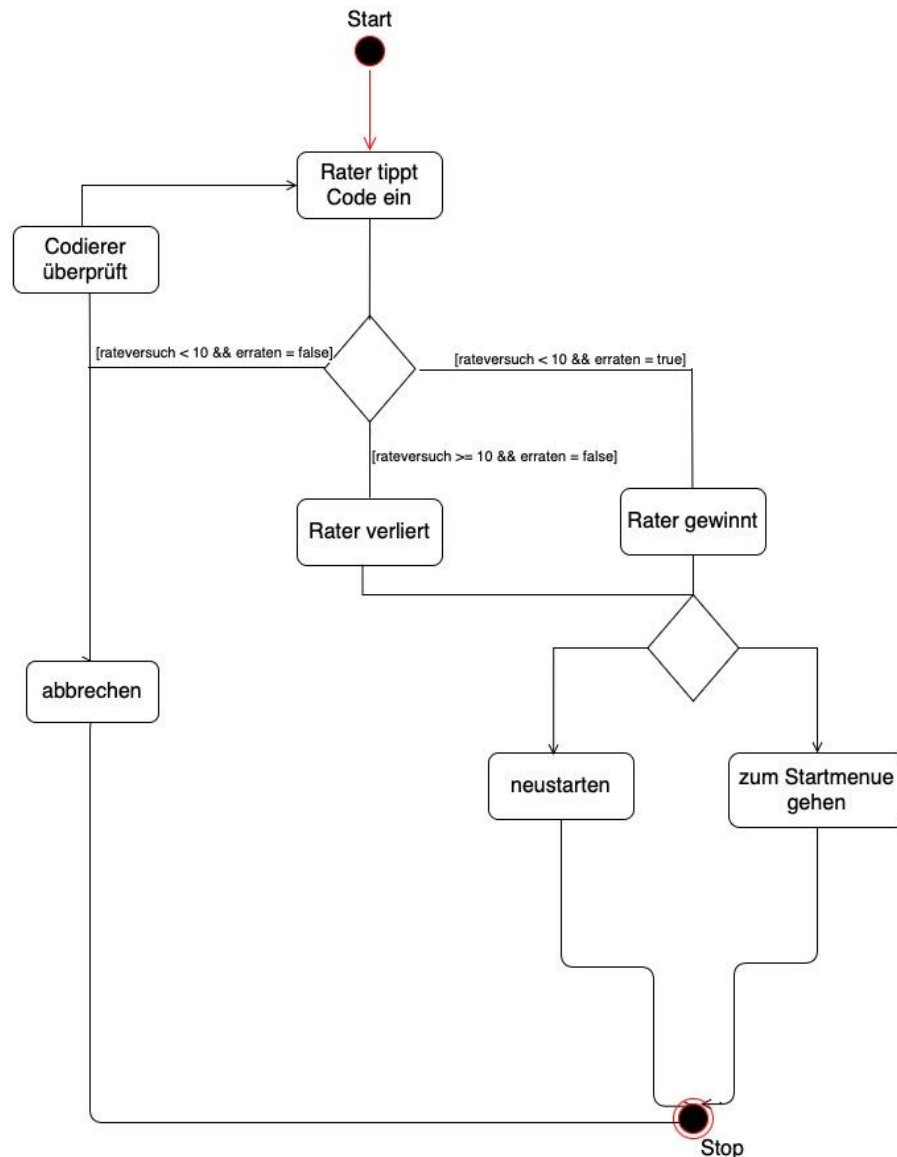 Start
Rater tippt
Code ein
Codierer
überprüft
[rateversuch < 10 && erraten = false]
[rateversuch < 10 && erraten = true]
[rateversuch >= 10 && erraten = false]
Rater verliert
Rater gewinnt
abbrechen
neustarten
zum Startmenue
gehen
Stop